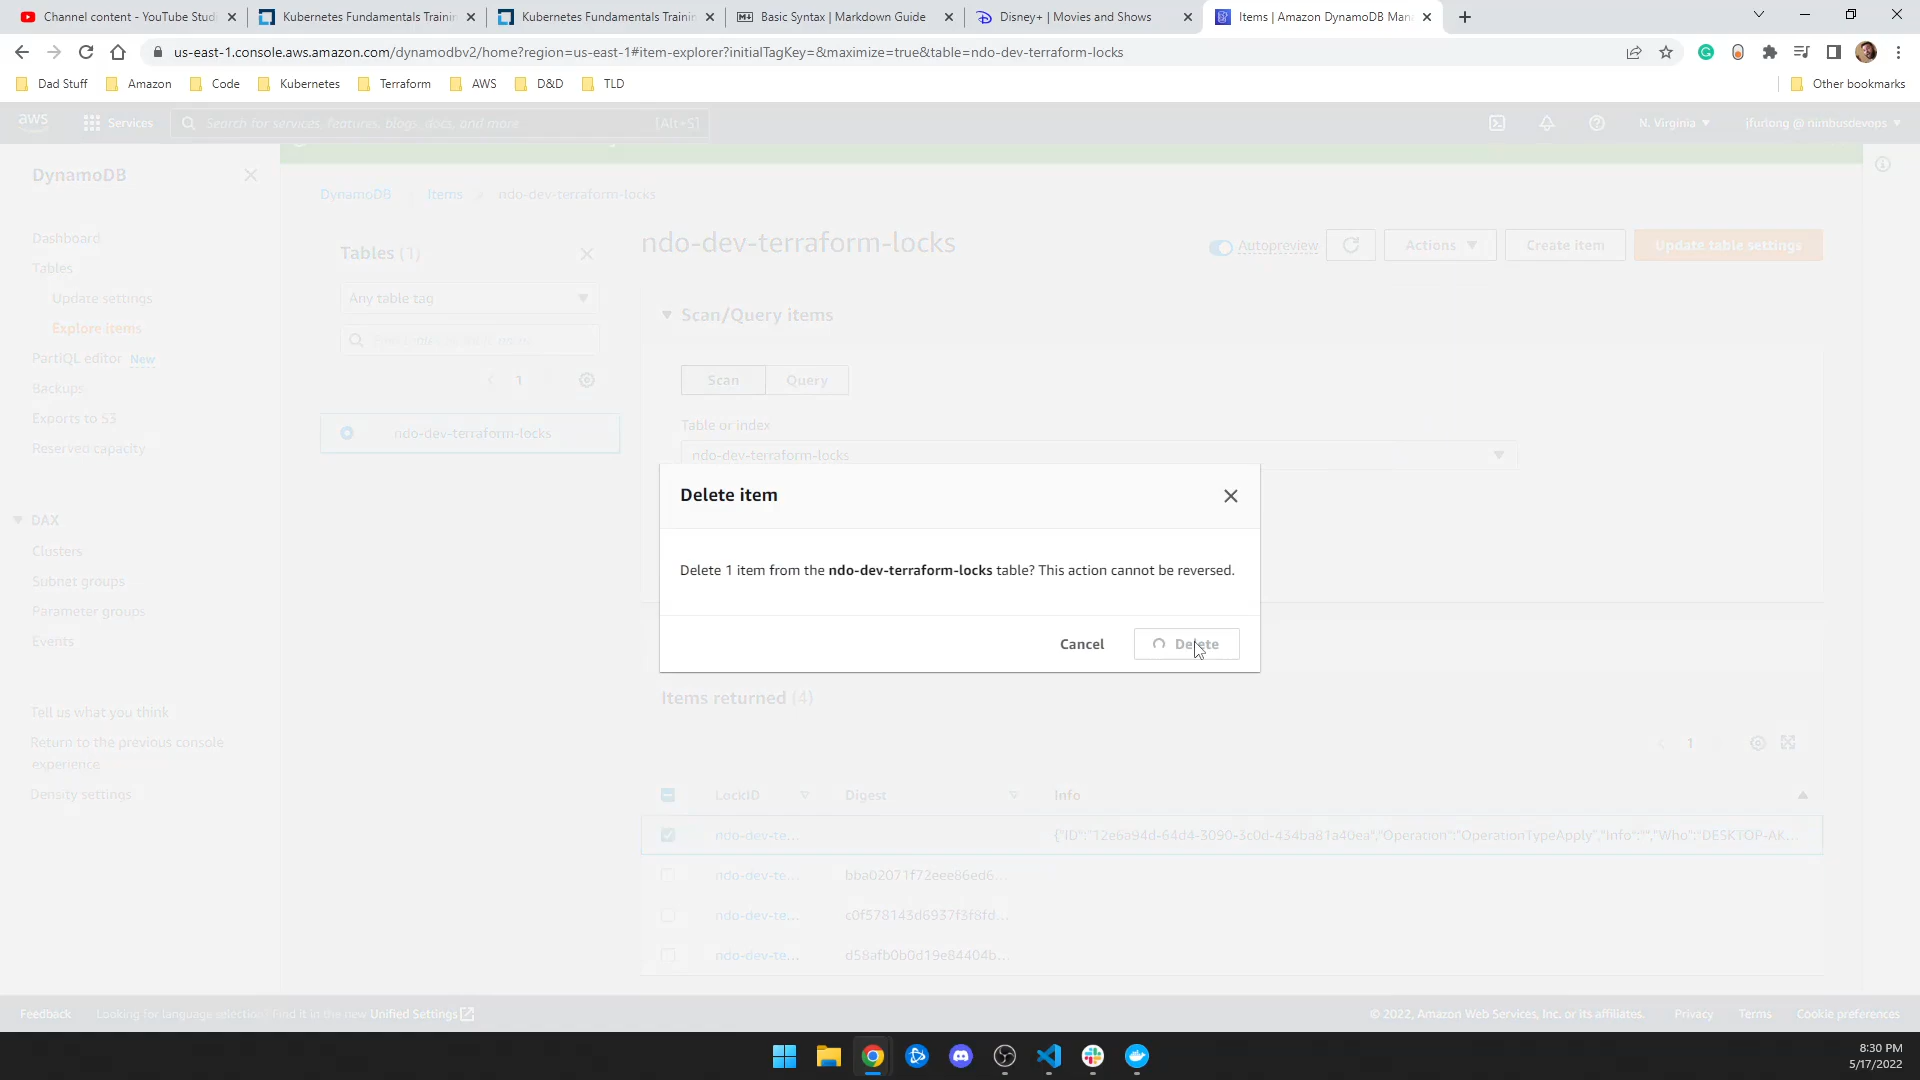 Channel content - YouTube Studi
Kubernetes Fundamentals Trainin
Kubernetes Fundamentals Trainin
Basic Syntax | Markdown Guide
Disney+ | Movies and Shows
Items | Amazon DynamoDB Man
us-east-1.console.aws.amazon.com/dynamodbv2/home?region=us-east-1#item-explorer?initialTagKey=&maximize=true&table=ndo-dev-terraform-locks
Dad Stuff
Amazon
Code
Kubernetes
Terraform
AWS
D&D
TLD
Other bookmarks
aws
Services
Search for services, features, blogs, docs, and more
[Alt+S]
N. Virginia
jfurlong @ nimbusdevops
DynamoDB
DynamoDB
Items
ndo-dev-terraform-locks
Dashboard
Tables
Update settings
Explore items
PartiQL editor New
Backups
Exports to S3
Reserved capacity
DAX
Clusters
Subnet groups
Parameter groups
Events
Tell us what you think
Return to the previous console
experience
Density settings
Tables (1)
Any table tag
1
ndo-dev-terraform-locks
ndo-dev-terraform-locks
Autopreview
Actions
Create item
Update table settings
Scan/Query items
Scan
Query
Table or index
ndo-dev-terraform-locks
Delete item
Delete 1 item from the ndo-dev-terraform-locks table? This action cannot be reversed.
Cancel
Delete
Items returned (4)
1
LockID
Digest
Info
ndo-dev-te...
{"ID":"12e6a94d-64d4-3090-3c0d-434ba81a40ea","Operation":"OperationTypeApply","Info":"","Who":"DESKTOP-AK...
ndo-dev-te...
bba02071f72eee86ed6...
ndo-dev-te...
c0f578143d6937f3f8fd...
ndo-dev-te...
d58afb0b0d19e84404b...
Feedback
Looking for language selection? Find it in the new Unified Settings
© 2022, Amazon Web Services, Inc. or its affiliates.
Privacy
Terms
Cookie preferences
8:30 PM
5/17/2022